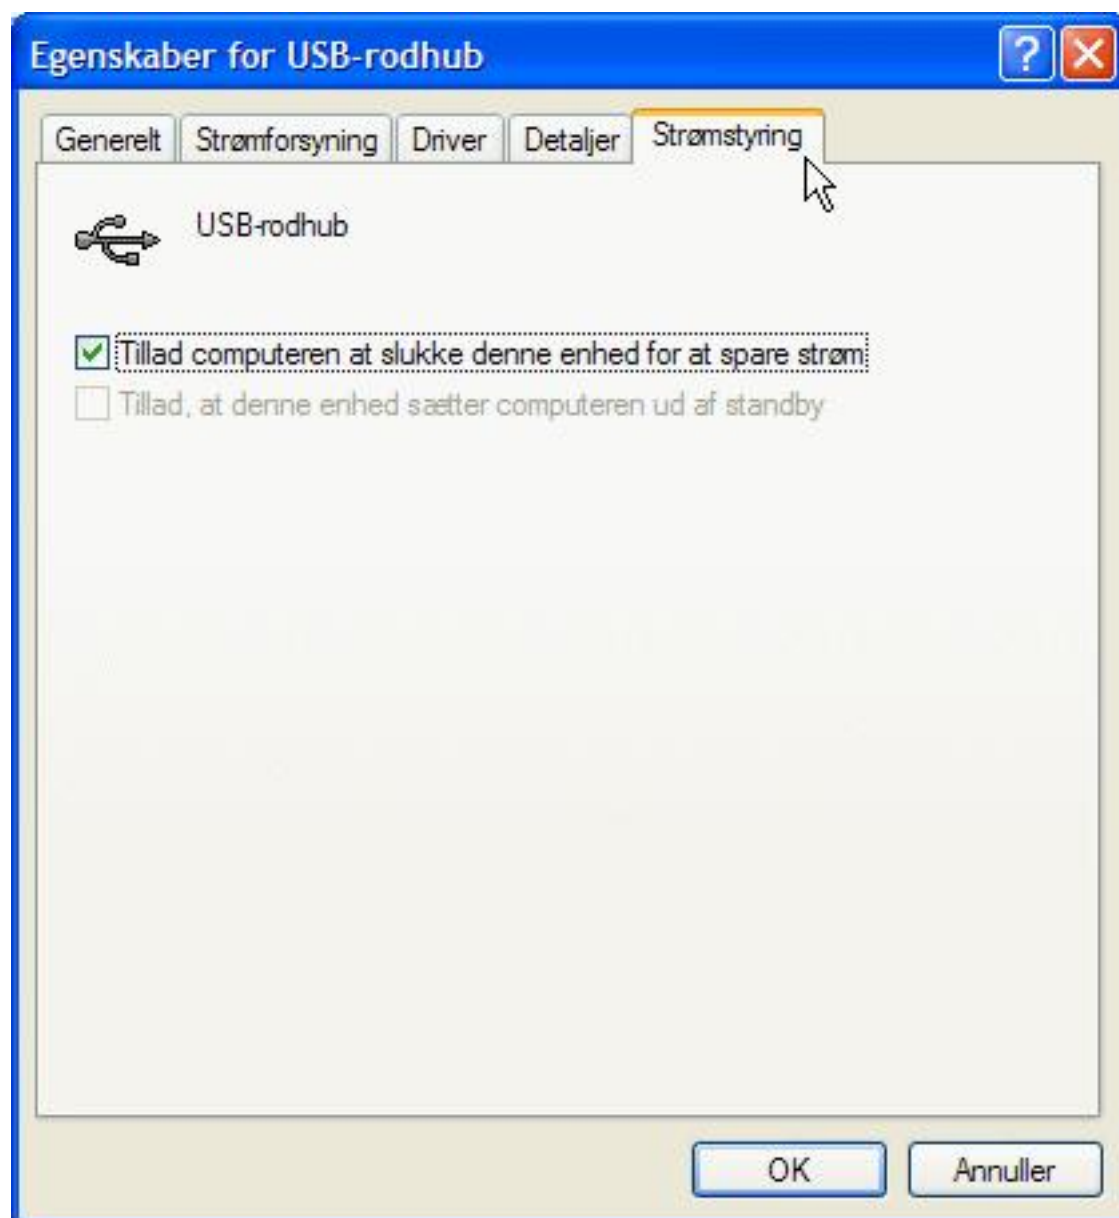 Egenskaber for USB-rodhub
Generelt Strømforsyning Driver Detaljer Strømstyring
USB-rodhub
Tillad computeren at slukke denne enhed for at spare strøm
Tillad, at denne enhed sætter computeren ud af standby
OK Annuller